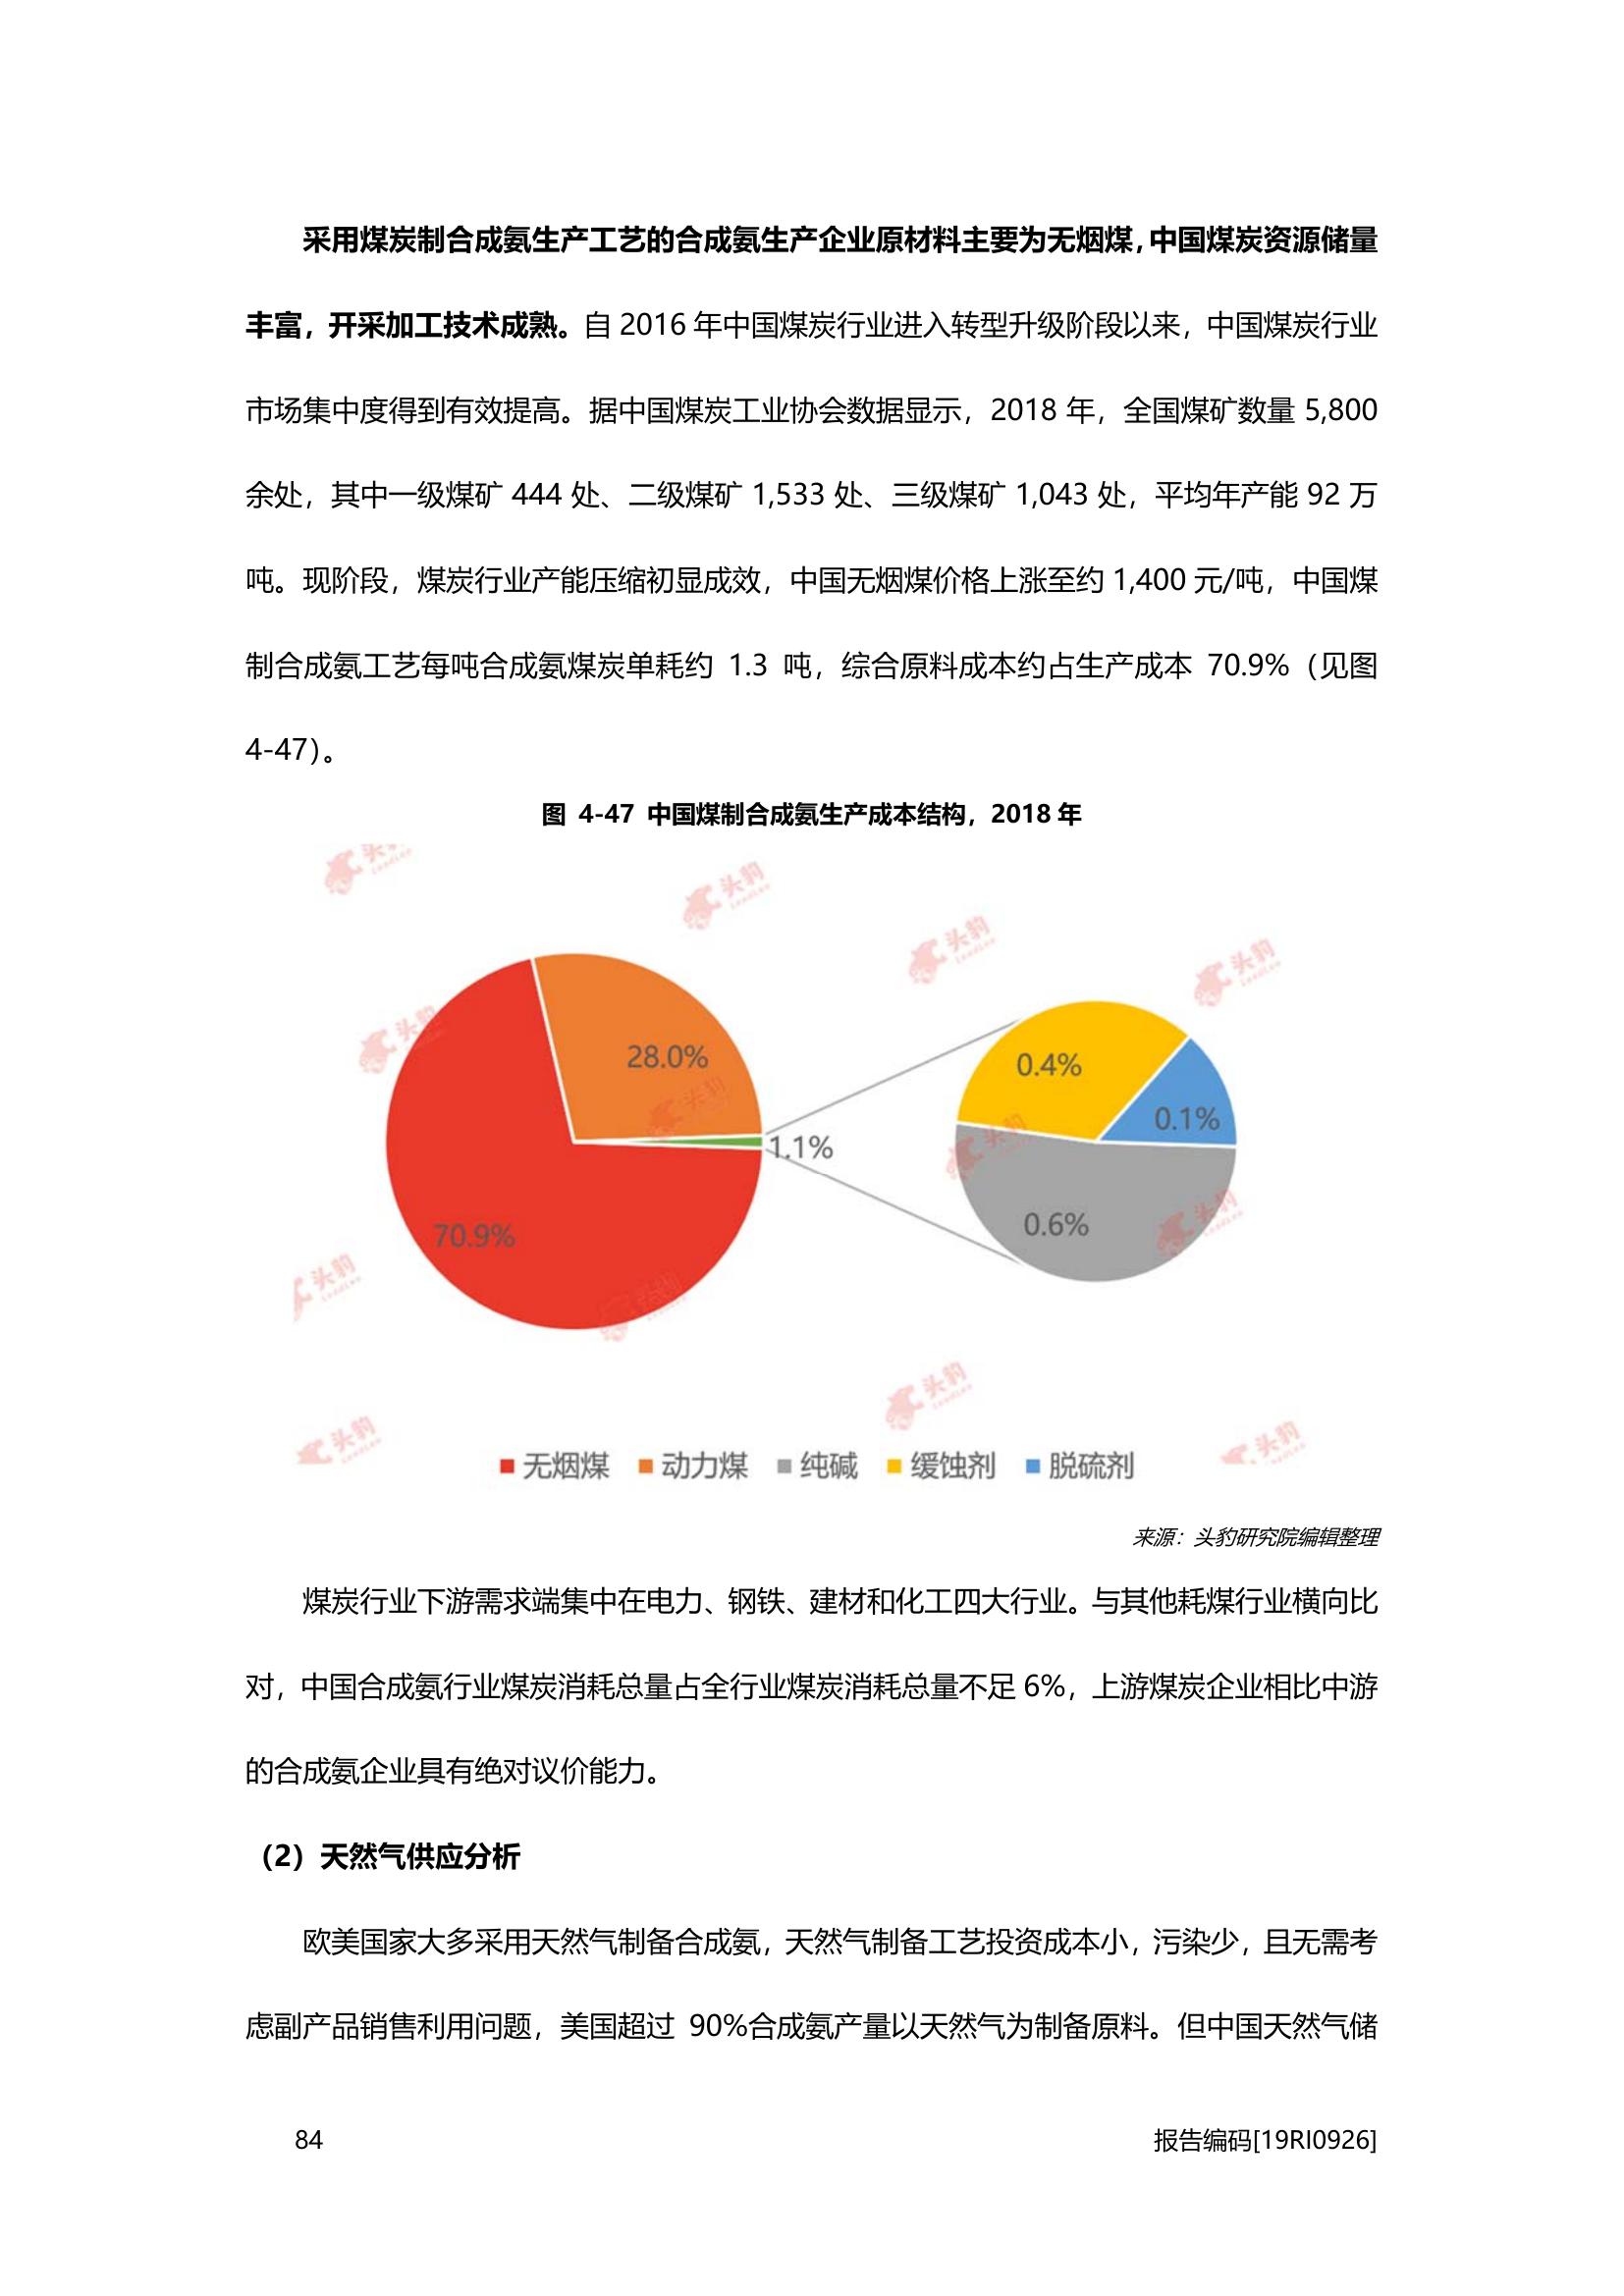 采用煤炭制合成氨生产工艺的合成氨生产企业原材料主要为无烟煤，中国煤炭资源储量
丰富，开采加工技术成熟。自 2016 年中国煤炭行业进入转型升级阶段以来，中国煤炭行业
市场集中度得到有效提高。据中国煤炭工业协会数据显示，2018 年，全国煤矿数量 5,800
余处，其中一级煤矿 444 处、二级煤矿 1,533 处、三级煤矿 1,043 处，平均年产能 92 万
吨。现阶段，煤炭行业产能压缩初显成效，中国无烟煤价格上涨至约 1,400 元/吨，中国煤
制合成氨工艺每吨合成氨煤炭单耗约 1.3 吨，综合原料成本约占生产成本 70.9%（见图
4-47）。
图 4-47 中国煤制合成氨生产成本结构，2018 年
28.0%
1.1%
70.9%
0.4%
0.1%
0.6%
无烟煤 动力煤 纯碱 缓蚀剂 脱硫剂
来源：头豹研究院编辑整理
煤炭行业下游需求端集中在电力、钢铁、建材和化工四大行业。与其他耗煤行业横向比
对，中国合成氨行业煤炭消耗总量占全行业煤炭消耗总量不足 6%，上游煤炭企业相比中游
的合成氨企业具有绝对议价能力。
（2）天然气供应分析
欧美国家大多采用天然气制备合成氨，天然气制备工艺投资成本小，污染少，且无需考
虑副产品销售利用问题，美国超过 90%合成氨产量以天然气为制备原料。但中国天然气储
84
报告编码[19RI0926]